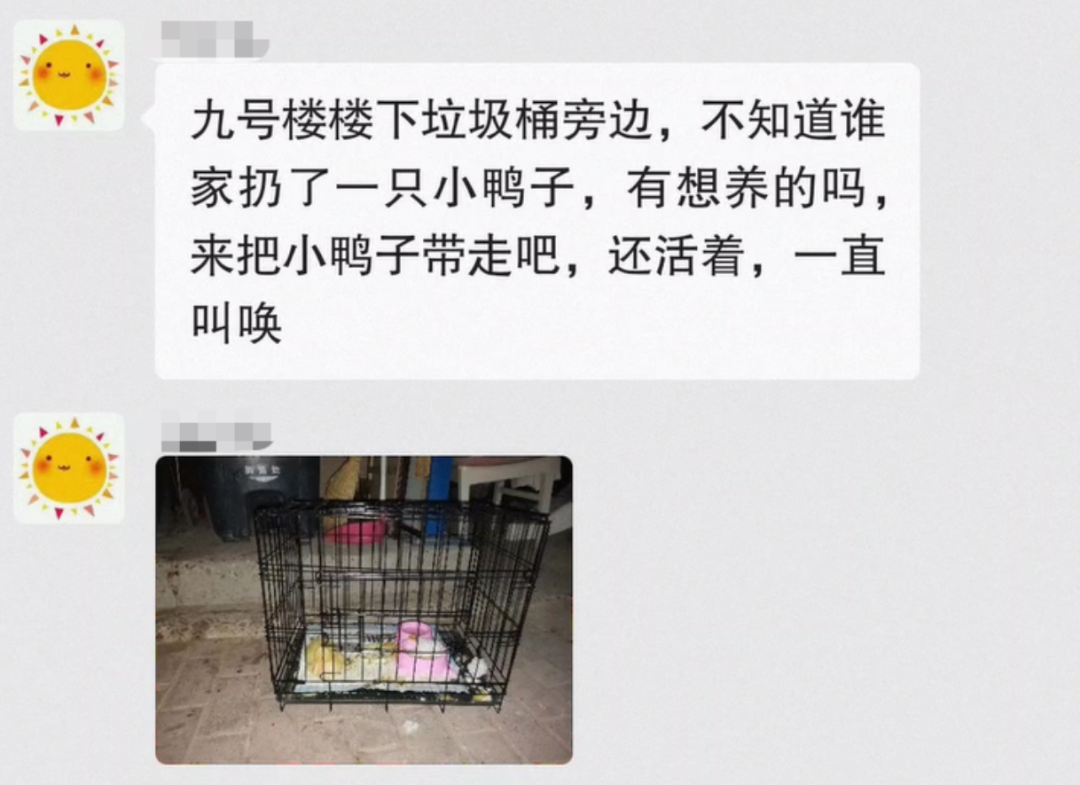 九号楼楼下垃圾桶旁边，不知道谁
家扔了一只小鸭子，有想养的吗，
来把小鸭子带走吧，还活着，一直
叫唤